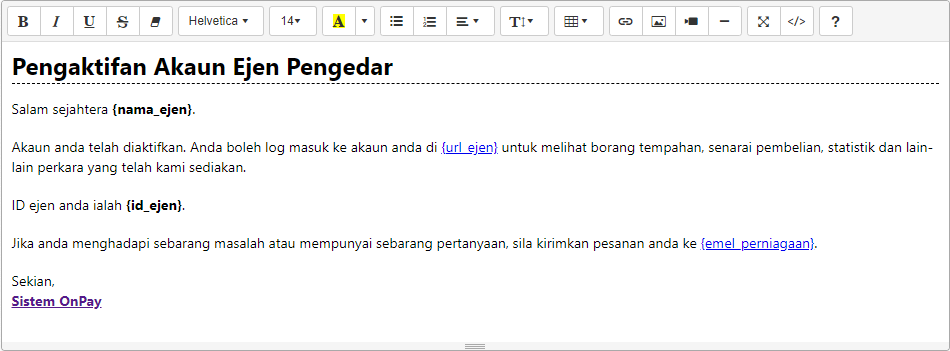 B I U S Helvetica 14 A T ?
Pengaktifan Akaun Ejen Pengedar
Salam sejahtera {nama_ejen}.
Akaun anda telah diaktifkan. Anda boleh log masuk ke akaun anda di {url_ejen} untuk melihat borang tempahan, senarai pembelian, statistik dan lain-
lain perkara yang telah kami sediakan.
ID ejen anda ialah {id_ejen}.
Jika anda menghadapi sebarang masalah atau mempunyai sebarang pertanyaan, sila kirimkan pesanan anda ke {emel_perniagaan}.
Sekian,
Sistem OnPay